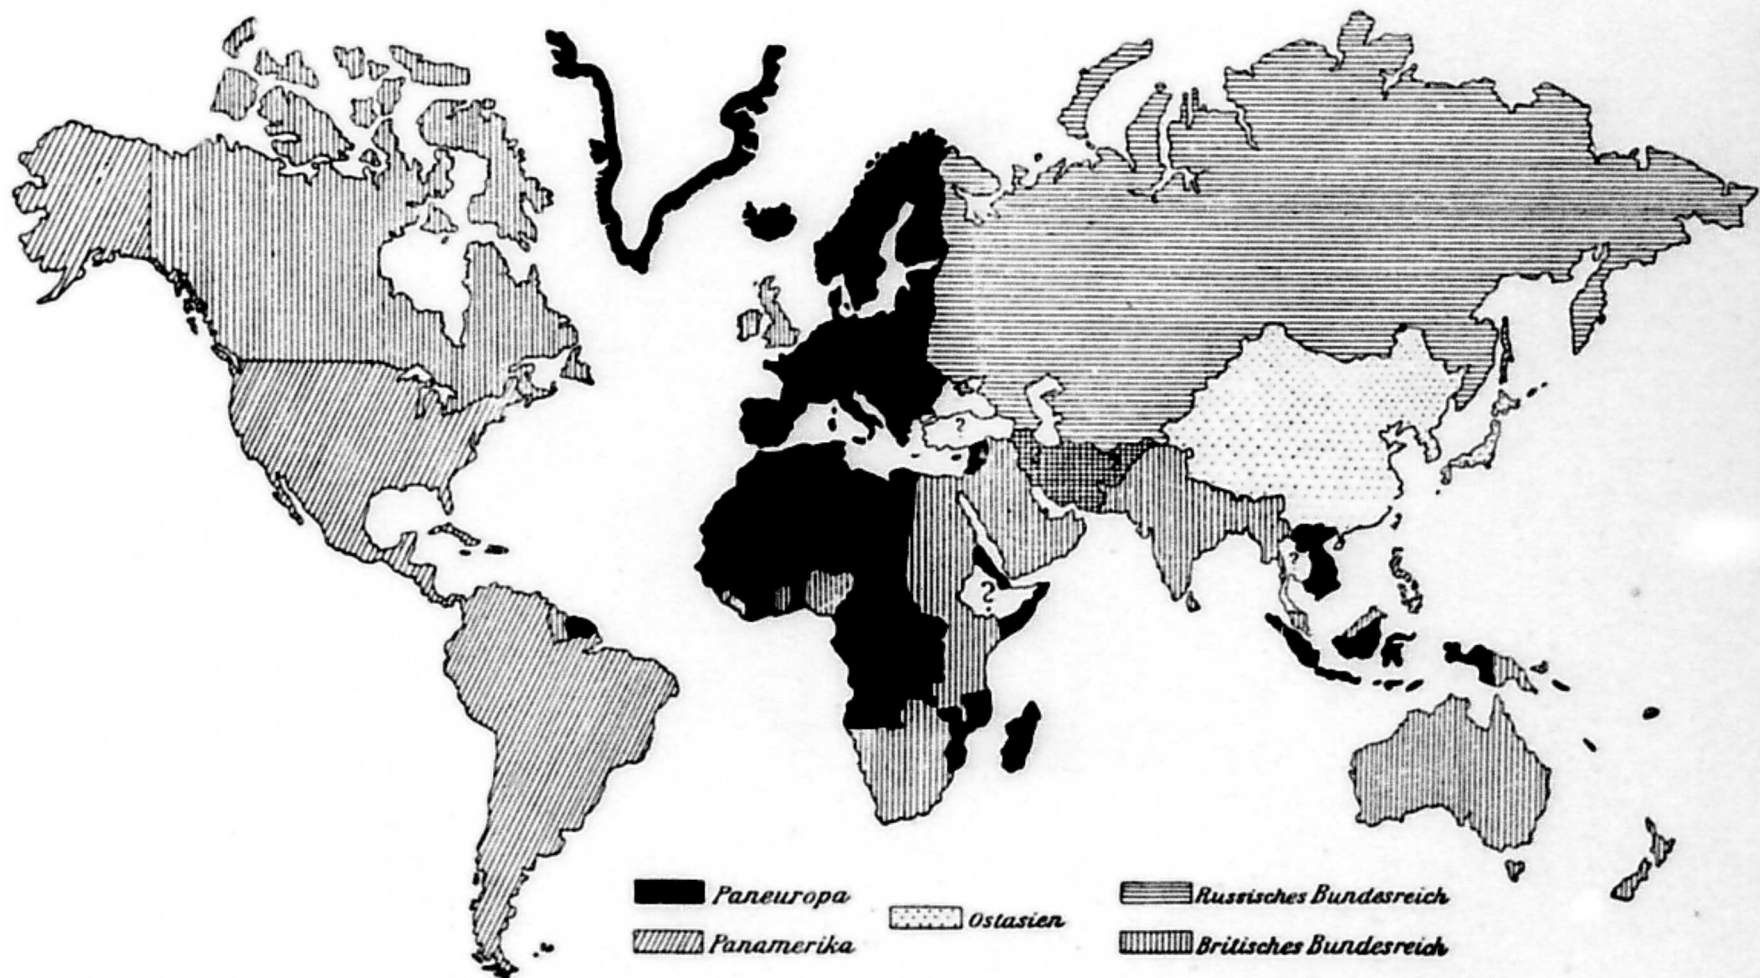 ?
?
?
Paneuropa
Panamerika
Ostasien
Russisches Bundesreich
Britisches Bundesreich